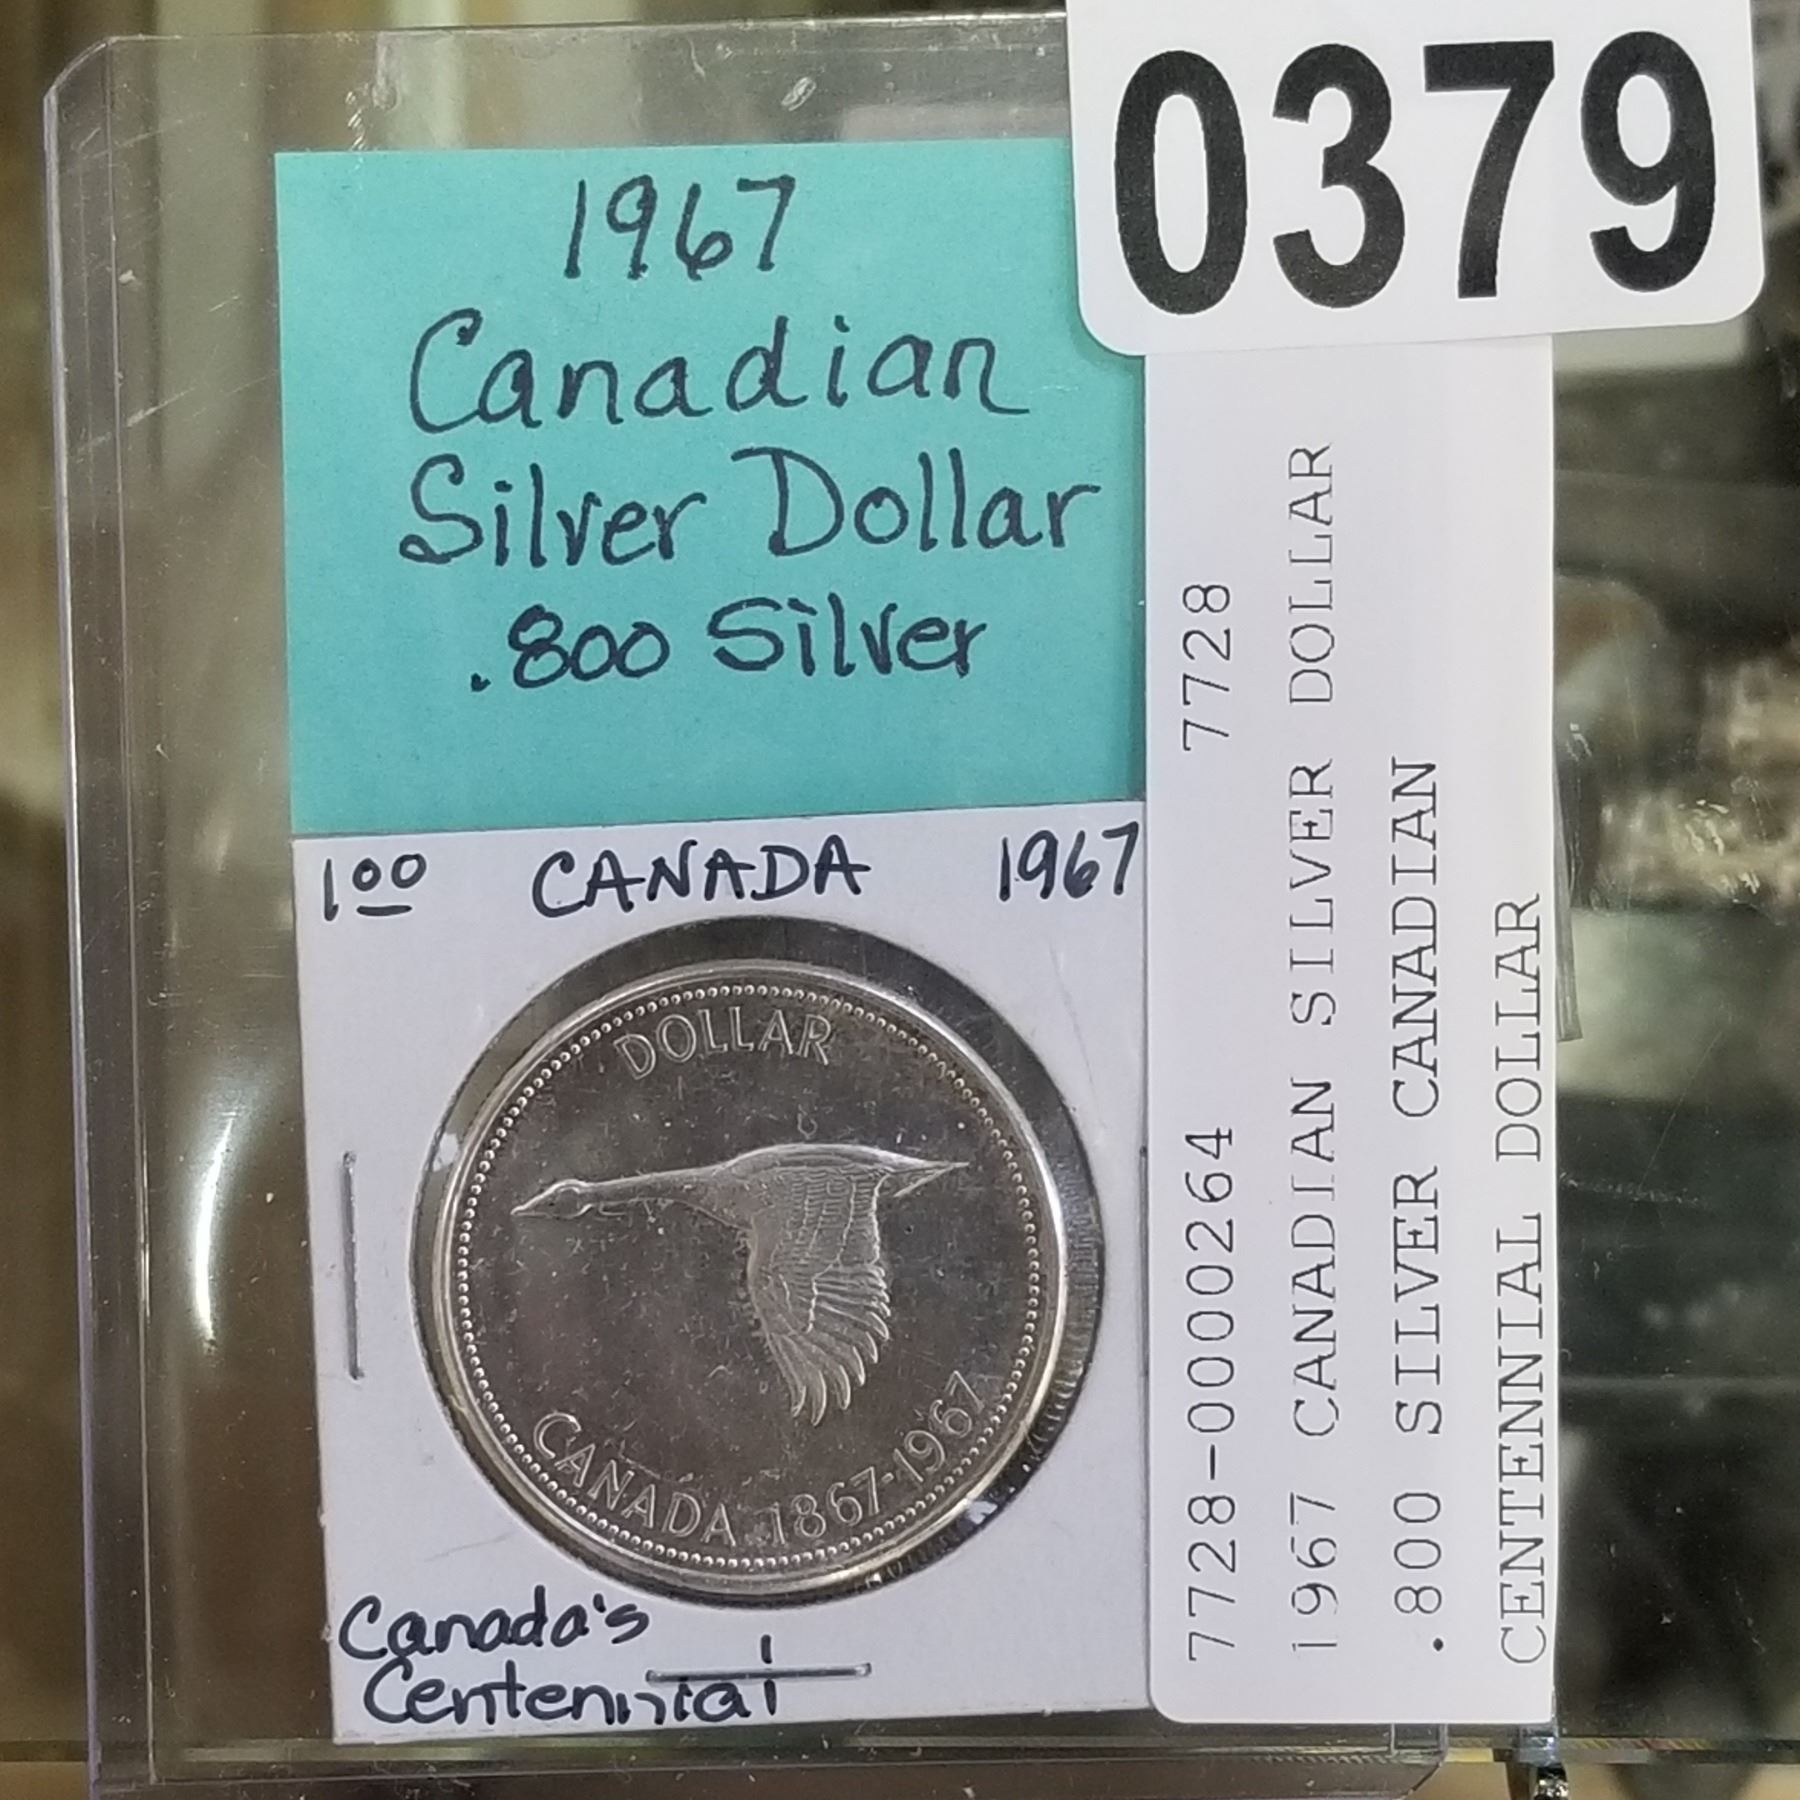 0379
1967
Canadian
Silver Dollar
.800 Silver
1.00 CANADA 1967
DOLLAR
CANADA 1867-1967
Canada's
Centennial
7728-0000264 7728
1967 CANADIAN SILVER DOLLAR
.800 SILVER CANADIAN
CENTENNIAL DOLLAR